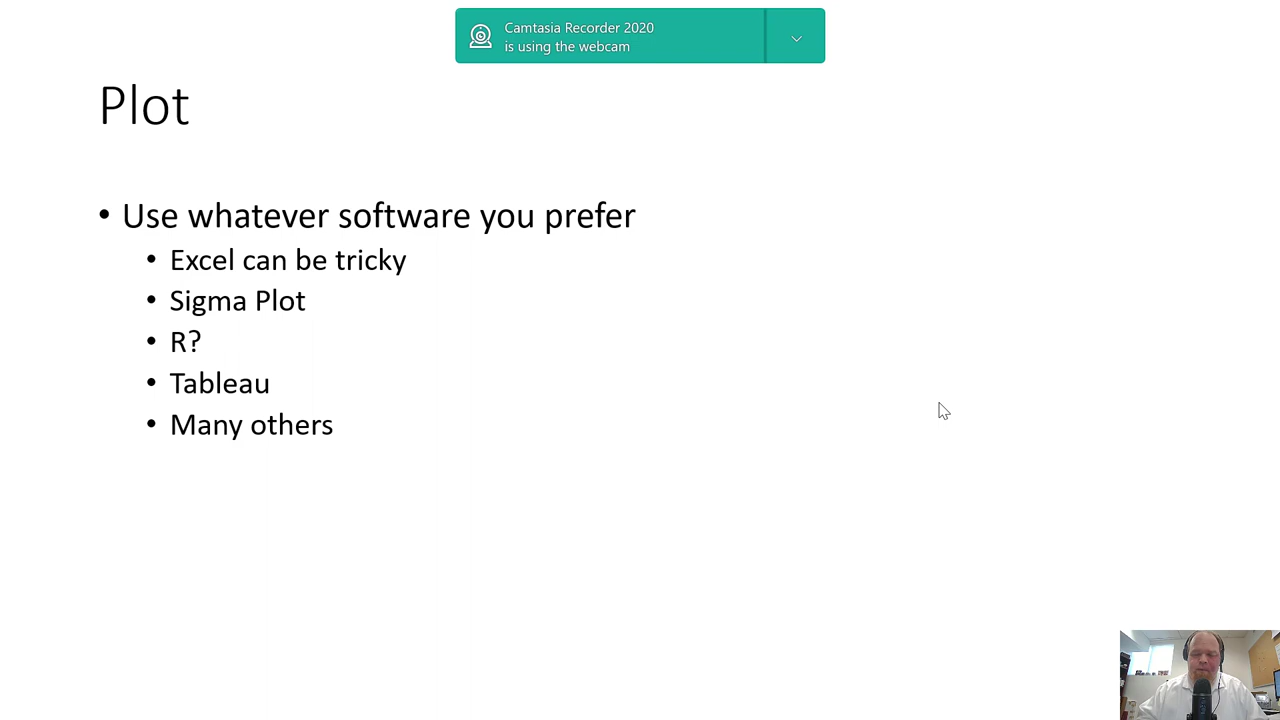 Camtasia Recorder 2020
is using the webcam
Plot
• Use whatever software you prefer
• Excel can be tricky
• Sigma Plot
• R?
• Tableau
• Many others